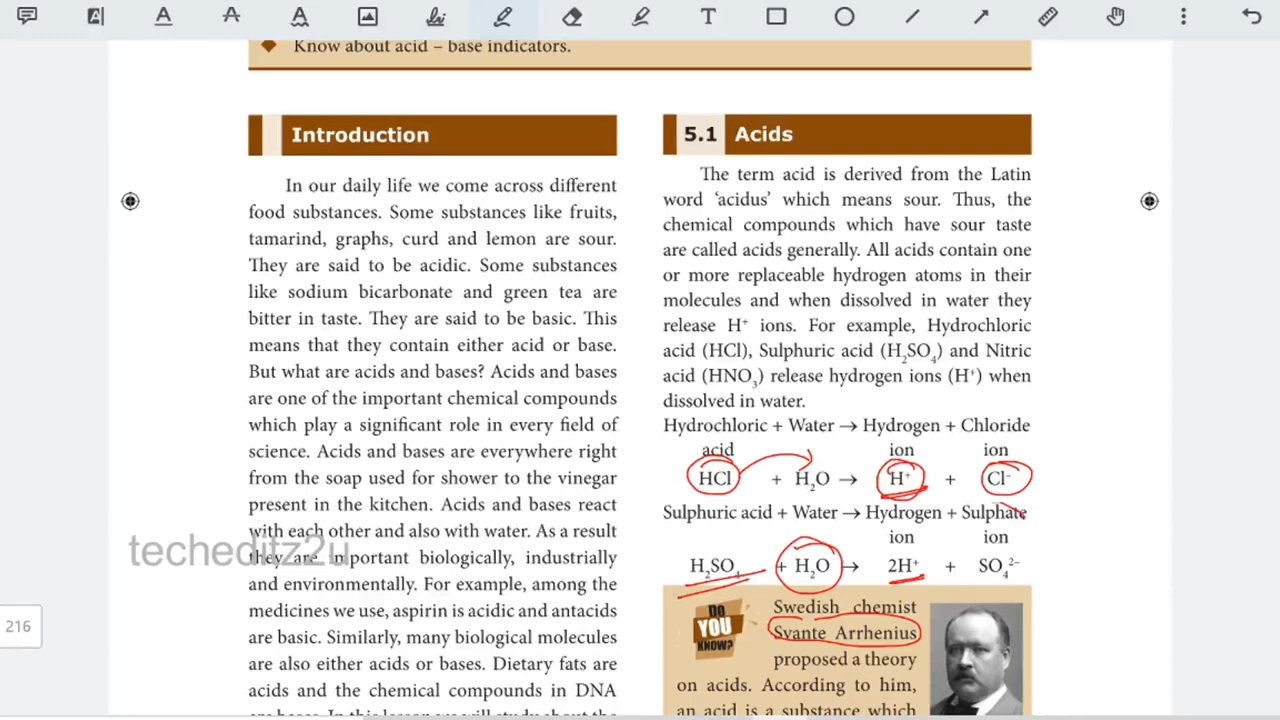 Know about acid – base indicators.
Introduction
In our daily life we come across different
food substances. Some substances like fruits,
tamarind, graphs, curd and lemon are sour.
They are said to be acidic. Some substances
like sodium bicarbonate and green tea are
bitter in taste. They are said to be basic. This
means that they contain either acid or base.
But what are acids and bases? Acids and bases
are one of the important chemical compounds
which play a significant role in every field of
science. Acids and bases are everywhere right
from the soap used for shower to the vinegar
present in the kitchen. Acids and bases react
with each other and also with water. As a result
they are important biologically, industrially
and environmentally. For example, among the
medicines we use, aspirin is acidic and antacids
are basic. Similarly, many biological molecules
are also either acids or bases. Dietary fats are
acids and the chemical compounds in DNA
are bases. In this lesson we will study about the
5.1 Acids
The term acid is derived from the Latin
word ‘acidus’ which means sour. Thus, the
chemical compounds which have sour taste
are called acids generally. All acids contain one
or more replaceable hydrogen atoms in their
molecules and when dissolved in water they
release H⁺ ions. For example, Hydrochloric
acid (HCl), Sulphuric acid (H₂SO₄) and Nitric
acid (HNO₃) release hydrogen ions (H⁺) when
dissolved in water.
Hydrochloric + Water → Hydrogen + Chloride
acid ion ion
HCl + H₂O → H⁺ + Cl⁻
Sulphuric acid + Water → Hydrogen + Sulphate
ion ion
H₂SO₄ + H₂O → 2H⁺ + SO₄²⁻
DO YOU KNOW?
Swedish chemist
Svante Arrhenius
proposed a theory
on acids. According to him,
an acid is a substance which
techeditz2u
216